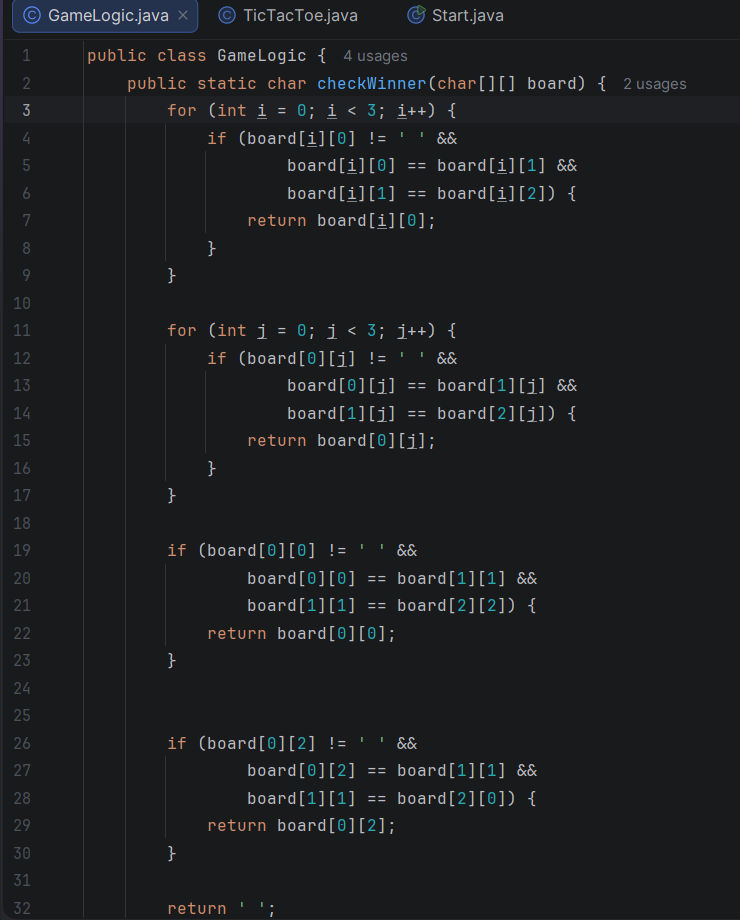 GameLogic.java × TicTacToe.java Start.java
1 public class GameLogic { 4 usages
2     public static char checkWinner(char[][] board) { 2 usages
3         for (int i = 0; i < 3; i++) {
4             if (board[i][0] != ' ' &&
5                     board[i][0] == board[i][1] &&
6                     board[i][1] == board[i][2]) {
7                 return board[i][0];
8             }
9         }
10
11         for (int j = 0; j < 3; j++) {
12             if (board[0][j] != ' ' &&
13                     board[0][j] == board[1][j] &&
14                     board[1][j] == board[2][j]) {
15                 return board[0][j];
16             }
17         }
18
19         if (board[0][0] != ' ' &&
20                 board[0][0] == board[1][1] &&
21                 board[1][1] == board[2][2]) {
22             return board[0][0];
23         }
24
25
26         if (board[0][2] != ' ' &&
27                 board[0][2] == board[1][1] &&
28                 board[1][1] == board[2][0]) {
29             return board[0][2];
30         }
31
32         return ' ';